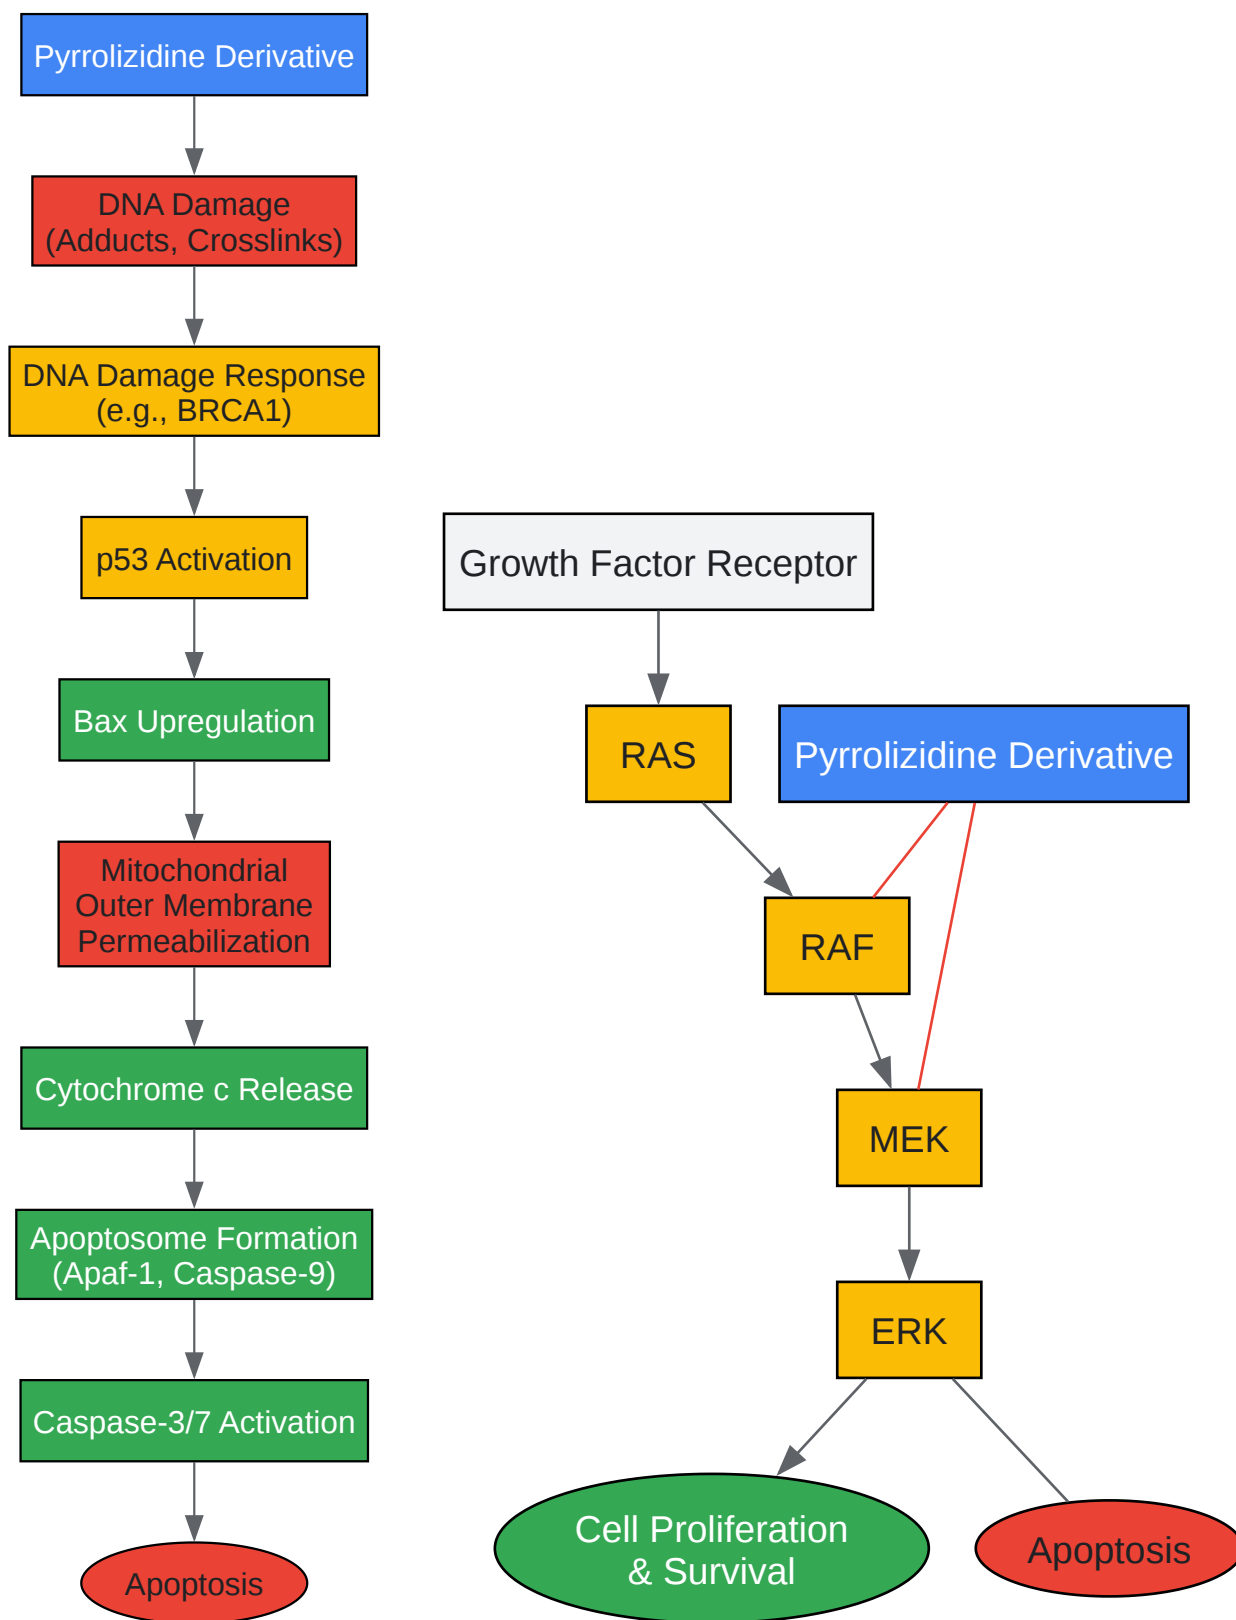 Pyrrolizidine Derivative
DNA Damage
(Adducts, Crosslinks)
DNA Damage Response
(e.g., BRCA1)
p53 Activation
Bax Upregulation
Mitochondrial
Outer Membrane
Permeabilization
Cytochrome c Release
Apoptosome Formation
(Apaf-1, Caspase-9)
Caspase-3/7 Activation
Apoptosis
Growth Factor Receptor
RAS
Pyrrolizidine Derivative
RAF
MEK
ERK
Cell Proliferation
& Survival
Apoptosis